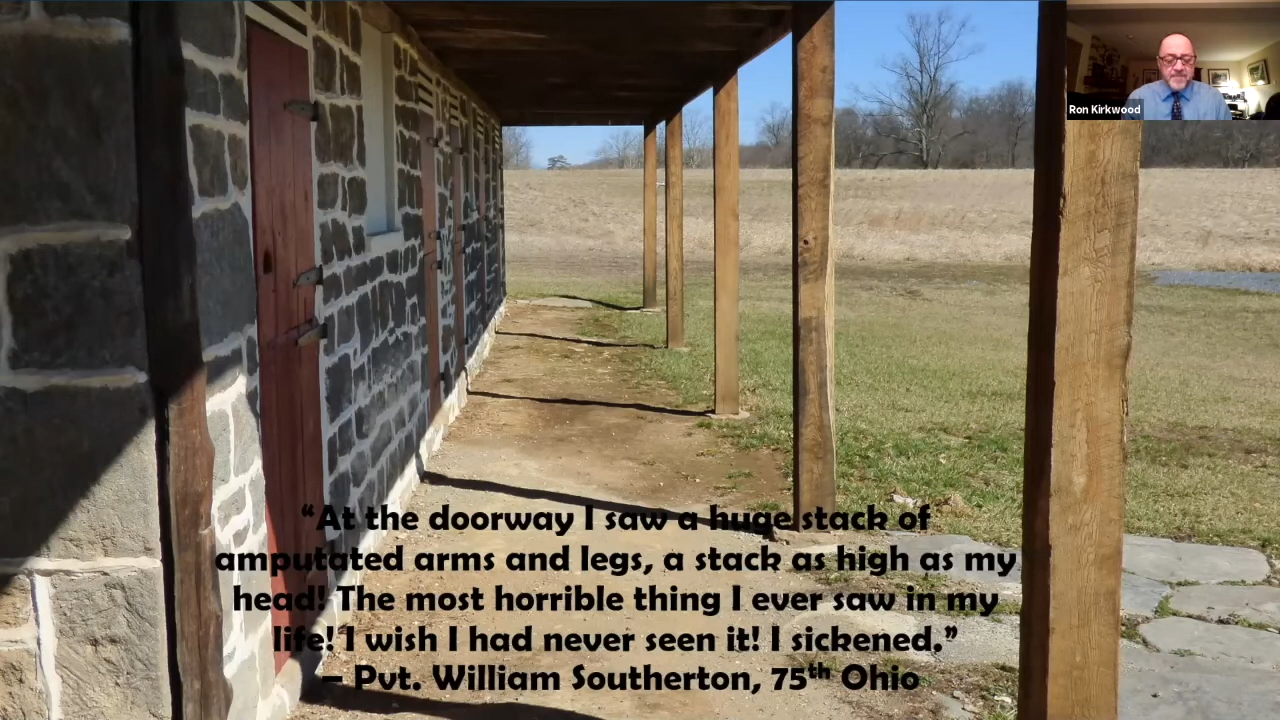 Ron Kirkwood
“At the doorway I saw a huge stack of
amputated arms and legs, a stack as high as my
head! The most horrible thing I ever saw in my
life! I wish I had never seen it! I sickened.”
– Pvt. William Southerton, 75th Ohio